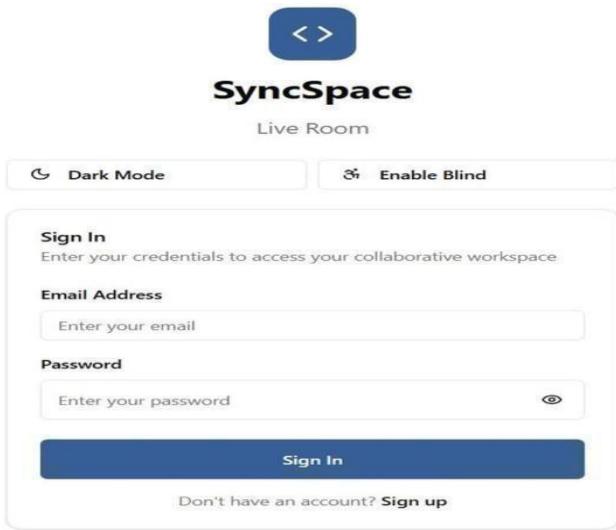 < >
SyncSpace
Live Room
Dark Mode
Enable Blind
Sign In
Enter your credentials to access your collaborative workspace
Email Address
Enter your email
Password
Enter your password
Sign In
Don't have an account? Sign up